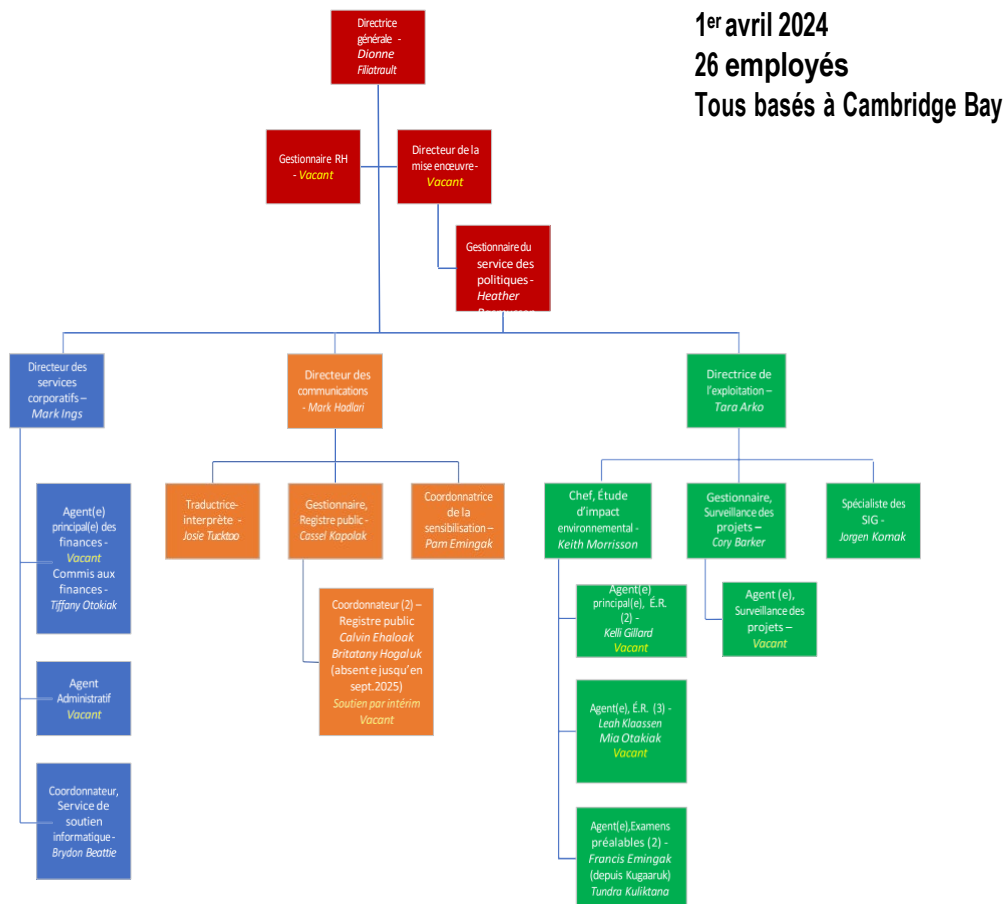 1er avril 2024
26 employés
Tous basés à Cambridge Bay
Directrice
générale -
Dionne
Filiatrault
Gestionnaire RH
- Vacant
Directeur de la
mise enœuvre-
Vacant
Gestionnaire du
service des
politiques -
Heather
Directeur des
services
corporatifs –
Mark Ings
Directeur des
communications
- Mark Hadlari
Directrice de
l'exploitation –
Tara Arko
Agent(e)
principal(e) des
finances -
Vacant
Commis aux
finances -
Tiffany Otokiak
Agent
Administratif
Vacant
Coordonnateur,
Service de
soutien
informatique -
Brydon Beattie
Traductrice-
interprète -
Josie Tucktoo
Gestionnaire,
Registre public -
Cassel Kapolak
Coordonnatrice
de la
sensibilisation –
Pam Emingak
Coordonnateur (2) –
Registre public
Calvin Ehaloak
Britatany Hogaluk
(absent e jusqu'en
sept.2025)
Soutien par intérim
Vacant
Chef, Étude
d'impact
environnemental -
Keith Morrisson
Gestionnaire,
Surveillance des
projets –
Cory Barker
Spécialiste des
SIG -
Jorgen Komak
Agent(e)
principal(e), É.R.
(2) -
Kelli Gillard
Vacant
Agent (e),
Surveillance des
projets –
Vacant
Agent(e), É.R. (3) -
Leah Klaassen
Mia Otakiak
Vacant
Agent(e),Examens
préalables (2) -
Francis Emingak
(depuis Kugaaruk)
Tundra Kuliktana